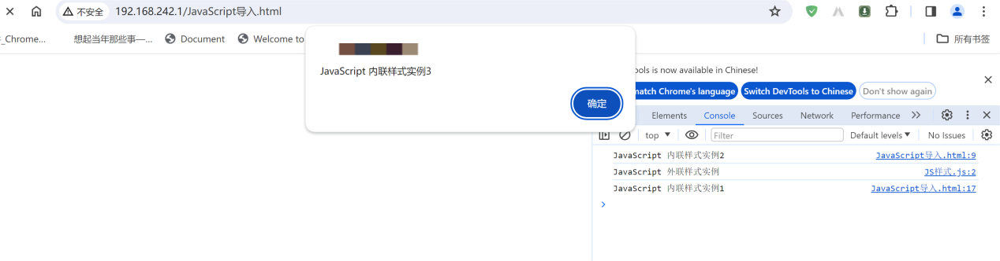 不安全 192.168.242.1/JavaScript导入.html
_Chrome... 想起当年那些事—... Document Welcome to 所有书签
JavaScript 内联样式实例3
确定
ools is now available in Chinese!
match Chrome's language Switch DevTools to Chinese Don't show again
Elements Console Sources Network Performance
top Filter Default levels No Issues
JavaScript 内联样式实例2 JavaScript导入.html:9
JavaScript 外联样式实例 JS样式.js:2
JavaScript 内联样式实例1 JavaScript导入.html:17